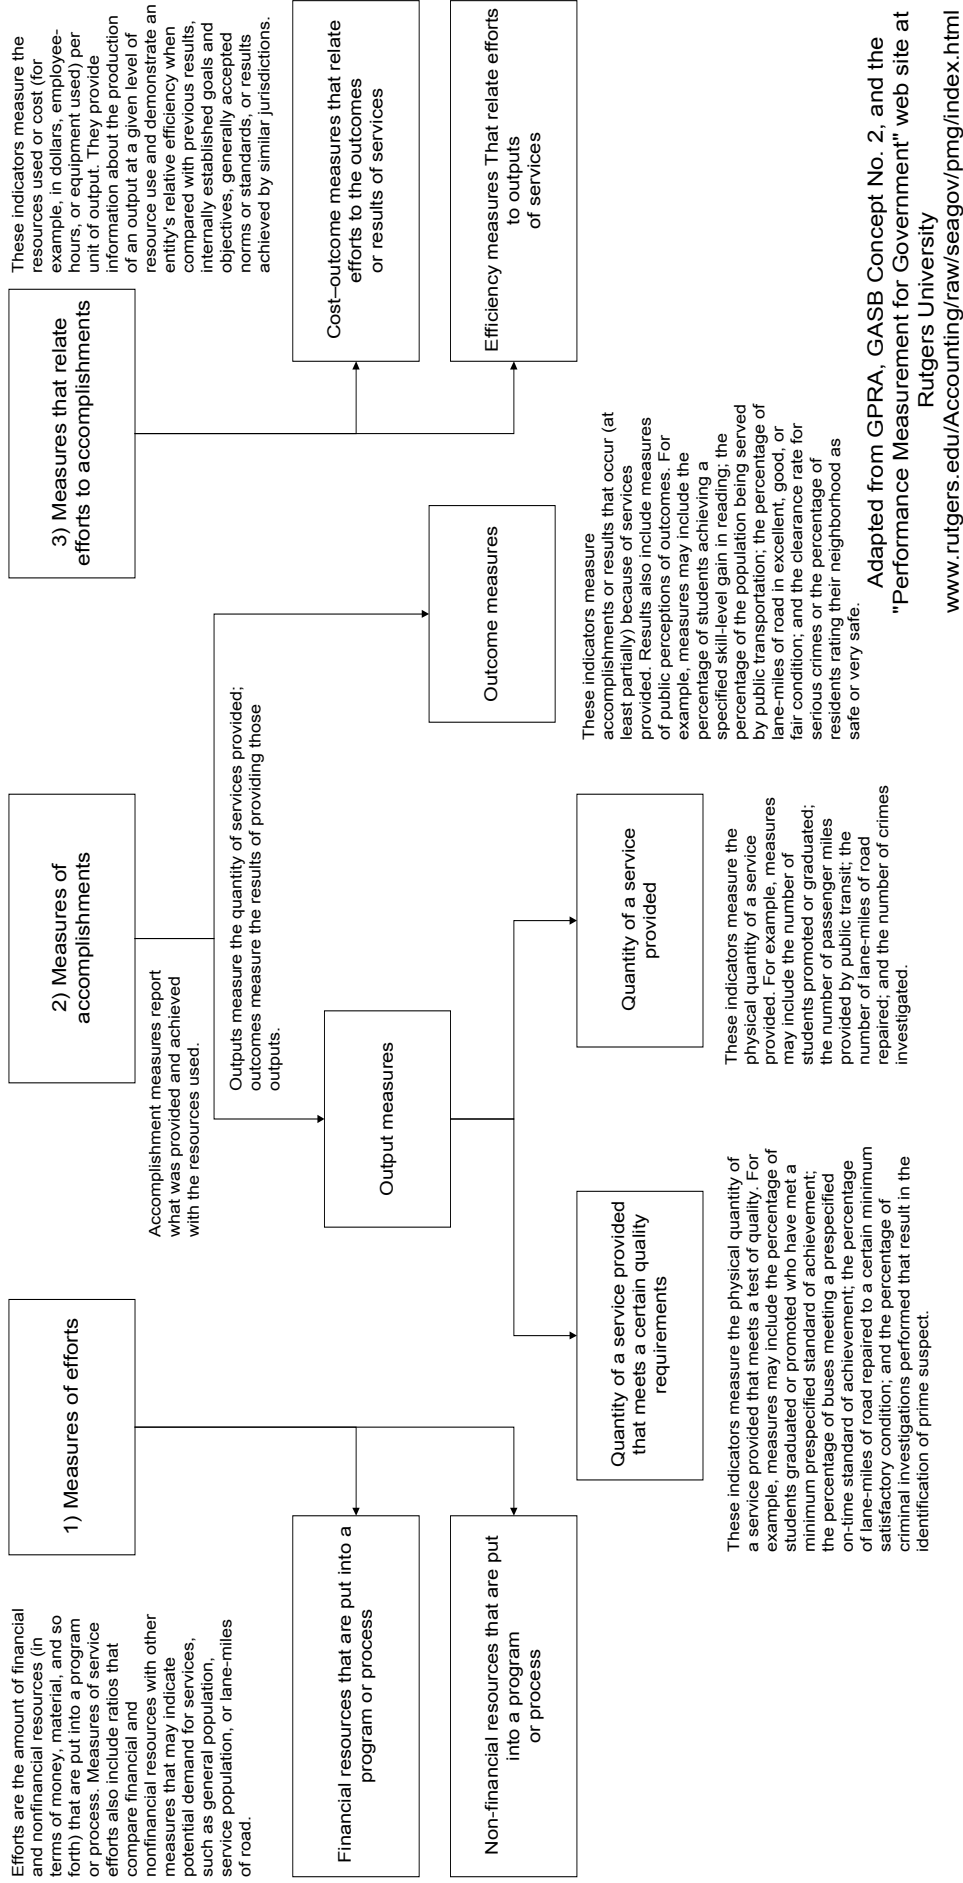 Efforts are the amount of financial
and nonfinancial resources (in
terms of money, material, and so
forth) that are put into a program
or process. Measures of service
efforts also include ratios that
compare financial and
nonfinancial resources with other
measures that may indicate
potential demand for services,
such as general population,
service population, or lane-miles
of road.
1) Measures of efforts
Financial resources that are put into a
program or process
Non-financial resources that are put
into a program
or process
2) Measures of
accomplishments
Accomplishment measures report
what was provided and achieved
with the resources used.
Outputs measure the quantity of services provided;
outcomes measure the results of providing those
outputs.
Output measures
Quantity of a service provided
that meets a certain quality
requirements
These indicators measure the physical quantity of
a service provided that meets a test of quality. For
example, measures may include the percentage of
students graduated or promoted who have met a
minimum prespecified standard of achievement;
the percentage of buses meeting a prespecified
on-time standard of achievement; the percentage
of lane-miles of road repaired to a certain minimum
satisfactory condition; and the percentage of
criminal investigations performed that result in the
identification of prime suspect.
Quantity of a service
provided
These indicators measure the
physical quantity of a service
provided. For example, measures
may include the number of
students promoted or graduated;
the number of passenger miles
provided by public transit; the
number of lane-miles of road
repaired; and the number of crimes
investigated.
Outcome measures
These indicators measure
accomplishments or results that occur (at
least partially) because of services
provided. Results also include measures
of public perceptions of outcomes. For
example, measures may include the
percentage of students achieving a
specified skill-level gain in reading; the
percentage of the population being served
by public transportation; the percentage of
lane-miles of road in excellent, good, or
fair condition; and the clearance rate for
serious crimes or the percentage of
residents rating their neighborhood as
safe or very safe.
3) Measures that relate
efforts to accomplishments
These indicators measure the
resources used or cost (for
example, in dollars, employee-
hours, or equipment used) per
unit of output. They provide
information about the production
of an output at a given level of
resource use and demonstrate an
entity's relative efficiency when
compared with previous results,
internally established goals and
objectives, generally accepted
norms or standards, or results
achieved by similar jurisdictions.
Cost–outcome measures that relate
efforts to the outcomes
or results of services
Efficiency measures That relate efforts
to outputs
of services
Adapted from GPRA, GASB Concept No. 2, and the
"Performance Measurement for Government" web site at
Rutgers University
www.rutgers.edu/Accounting/raw/seagov/pmg/index.html